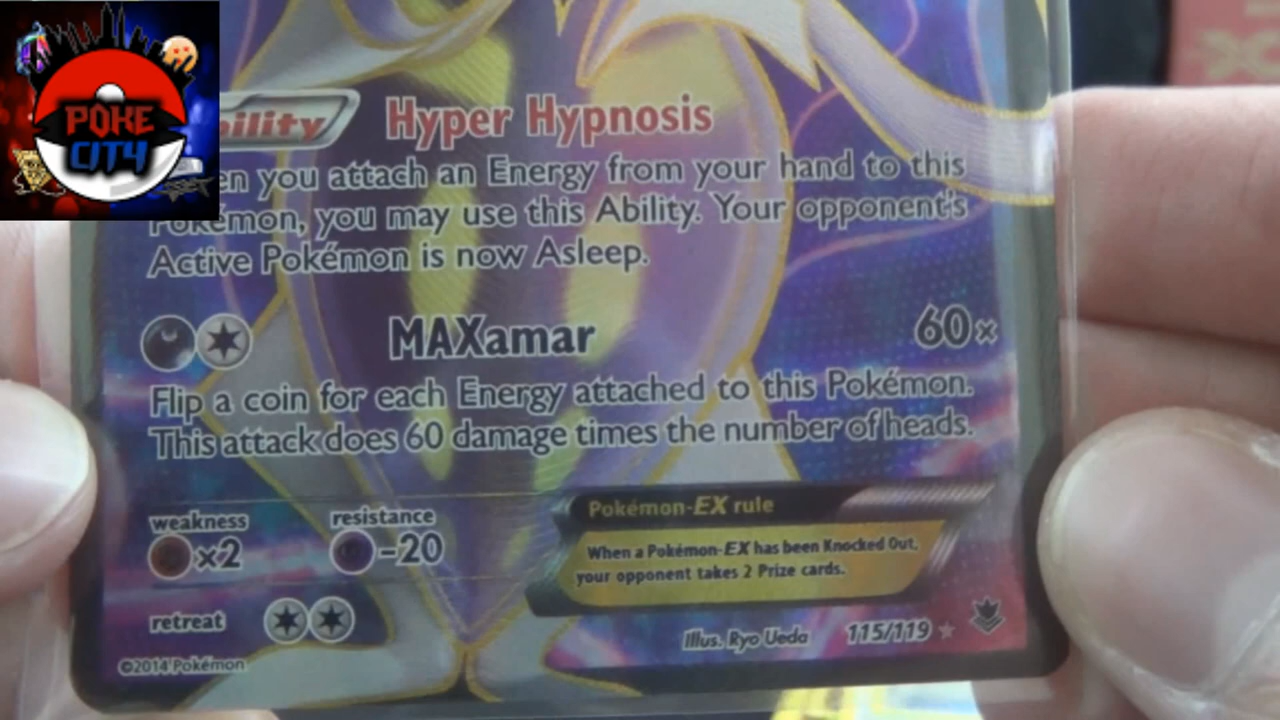 POKE
CITY
bility Hyper Hypnosis
en you attach an Energy from your hand to this
Pokémon, you may use this Ability. Your opponent's
Active Pokémon is now Asleep.
MAXamar 60×
Flip a coin for each Energy attached to this Pokémon.
This attack does 60 damage times the number of heads.
weakness resistance
×2 -20
Pokémon-EX rule
When a Pokémon-EX has been Knocked Out,
your opponent takes 2 Prize cards.
retreat
Illus. Ryo Ueda 115/119
©2014 Pokémon